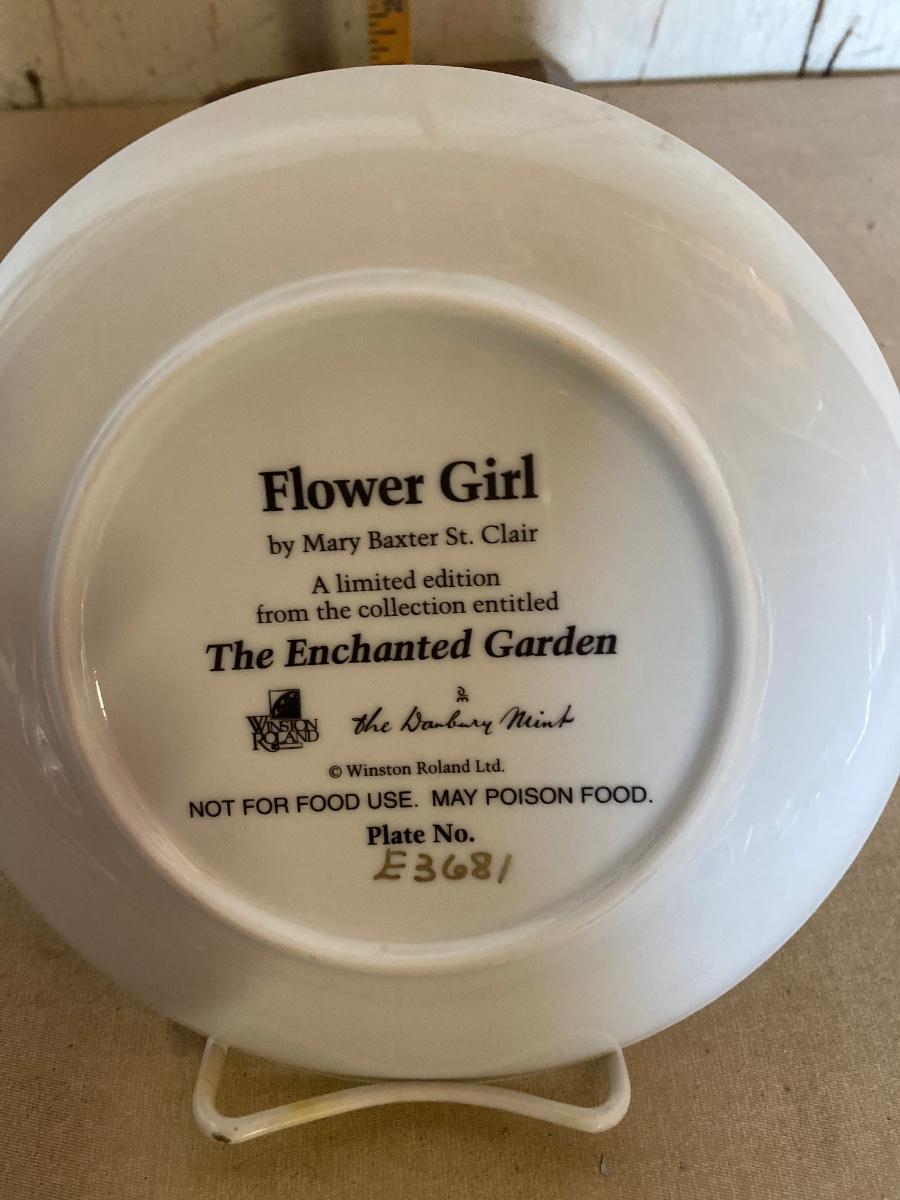 Flower Girl
by Mary Baxter St. Clair
A limited edition
from the collection entitled
The Enchanted Garden
WINSTON
ROLAND
DM
the Danbury Mint
© Winston Roland Ltd.
NOT FOR FOOD USE. MAY POISON FOOD.
Plate No.
E3681